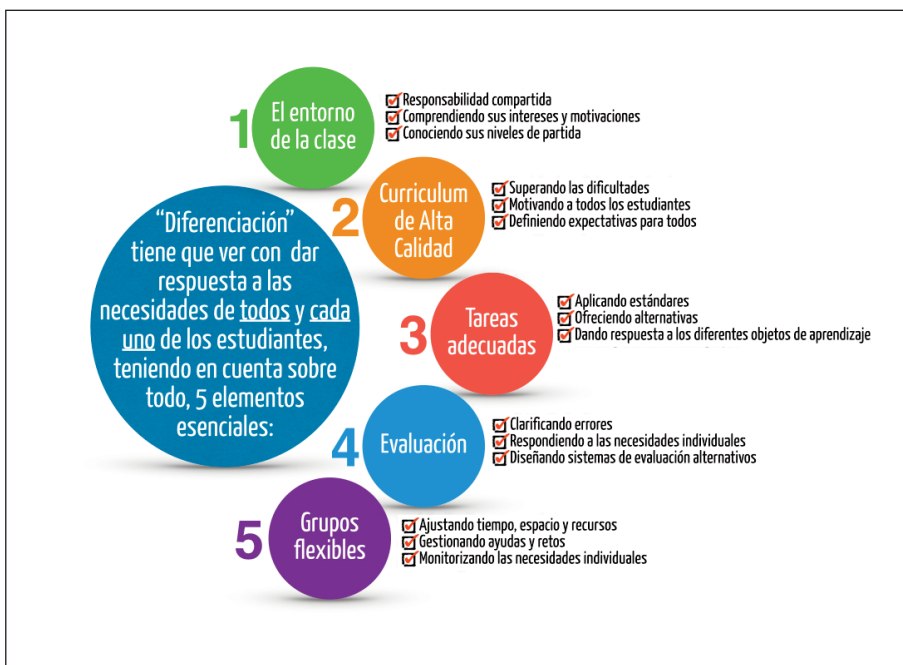 “Diferenciación”
tiene que ver con dar
respuesta a las
necesidades de todos y cada
uno de los estudiantes,
teniendo en cuenta sobre
todo, 5 elementos
esenciales:
1
El entorno
de la clase
Responsabilidad compartida
Comprendiendo sus intereses y motivaciones
Conociendo sus niveles de partida
2
Curriculum
de Alta
Calidad
Superando las dificultades
Motivando a todos los estudiantes
Definiendo expectativas para todos
3
Tareas
adecuadas
Aplicando estándares
Ofreciendo alternativas
Dando respuesta a los diferentes objetos de aprendizaje
4
Evaluación
Clarificando errores
Respondiendo a las necesidades individuales
Diseñando sistemas de evaluación alternativos
5
Grupos
flexibles
Ajustando tiempo, espacio y recursos
Gestionando ayudas y retos
Monitorizando las necesidades individuales